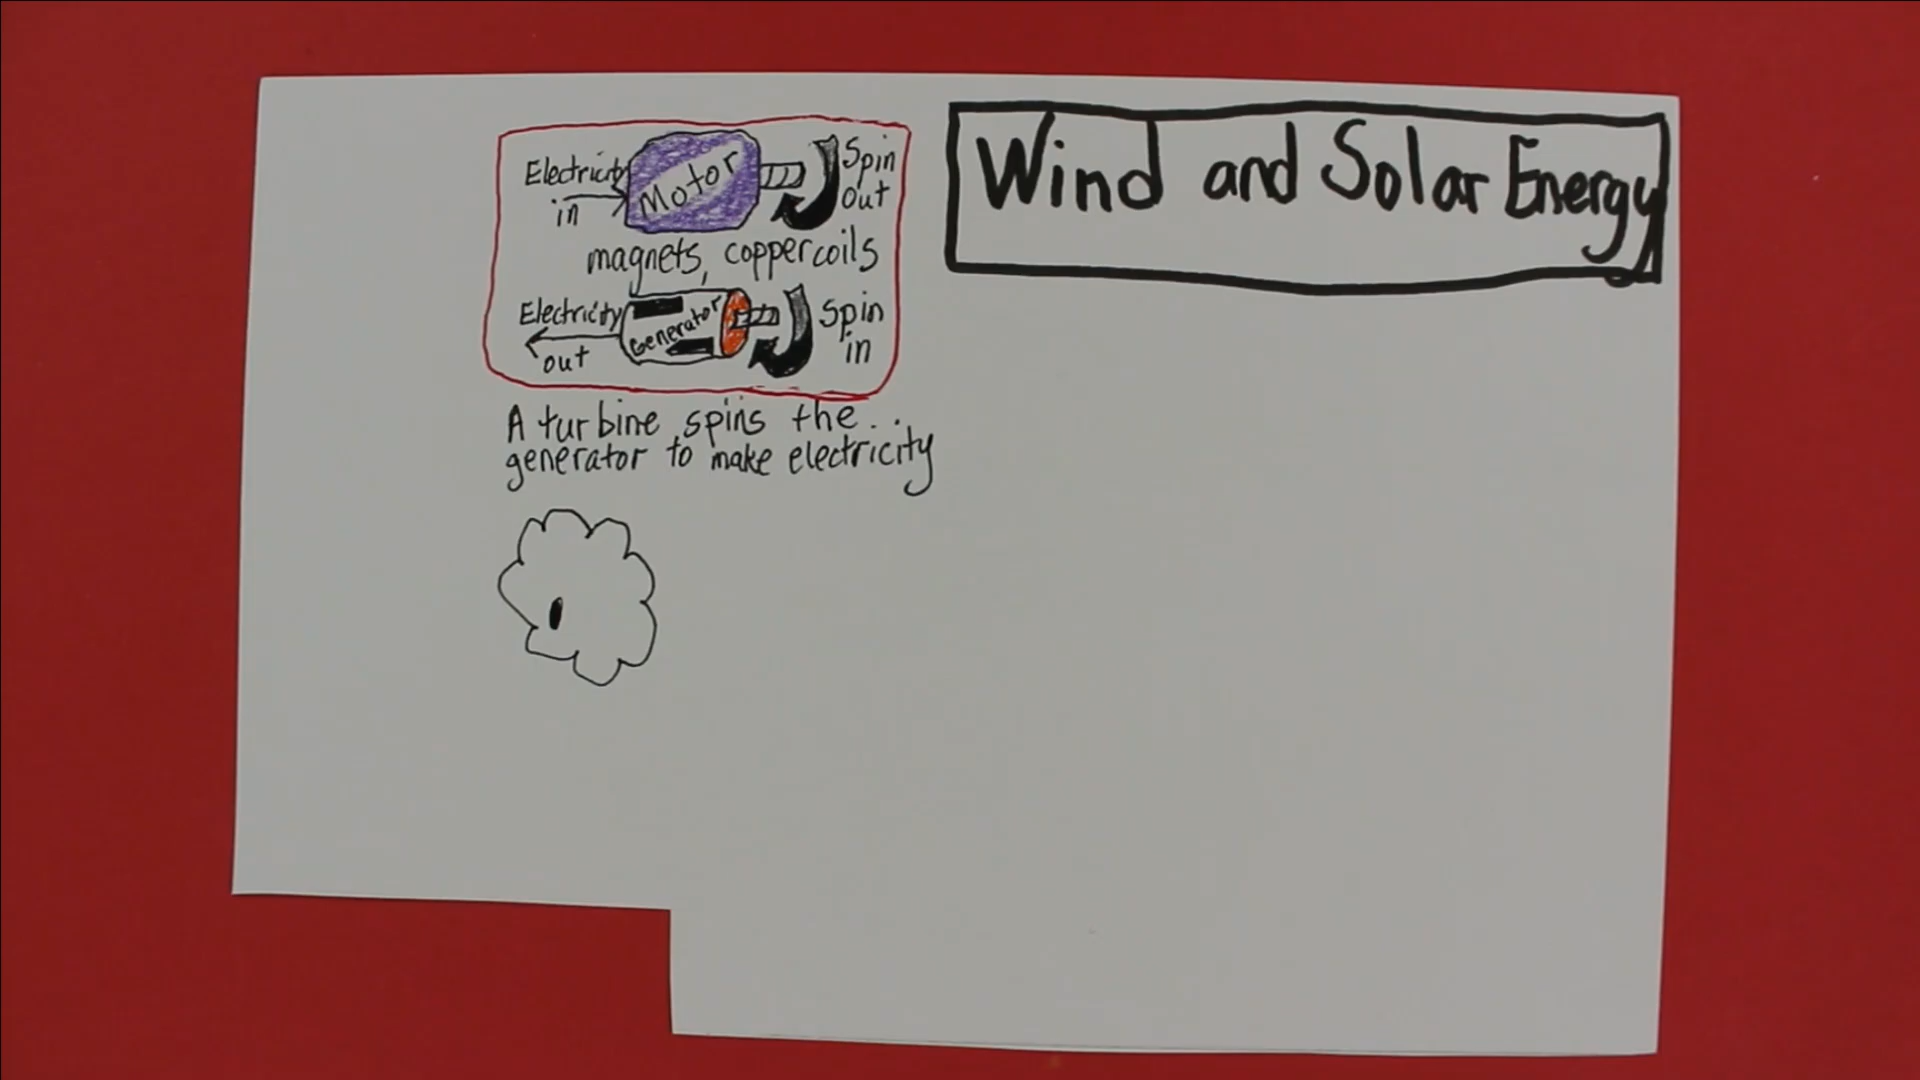 Wind and Solar Energy
Electricity
in
Motor
Spin
out
magnets, copper coils
Electricity
out
Generator
Spin
in
A turbine spins the
generator to make electricity